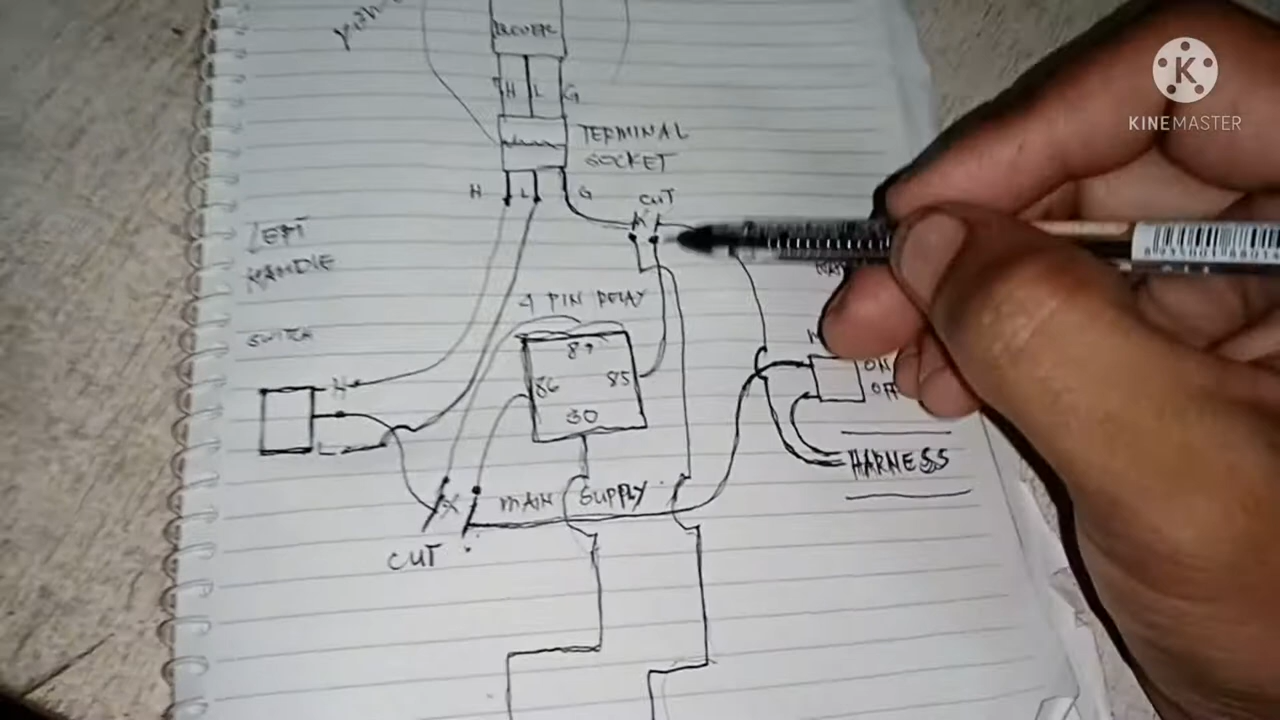 H L G
TERMINAL
SOCKET
H L G
CUT
LEFT
HANDLE
SWITCH
4 PIN RELAY
87
86 85
30
H
L
ON
OFF
HARNESS
MAIN SUPPLY
X
CUT
K
KINEMASTER